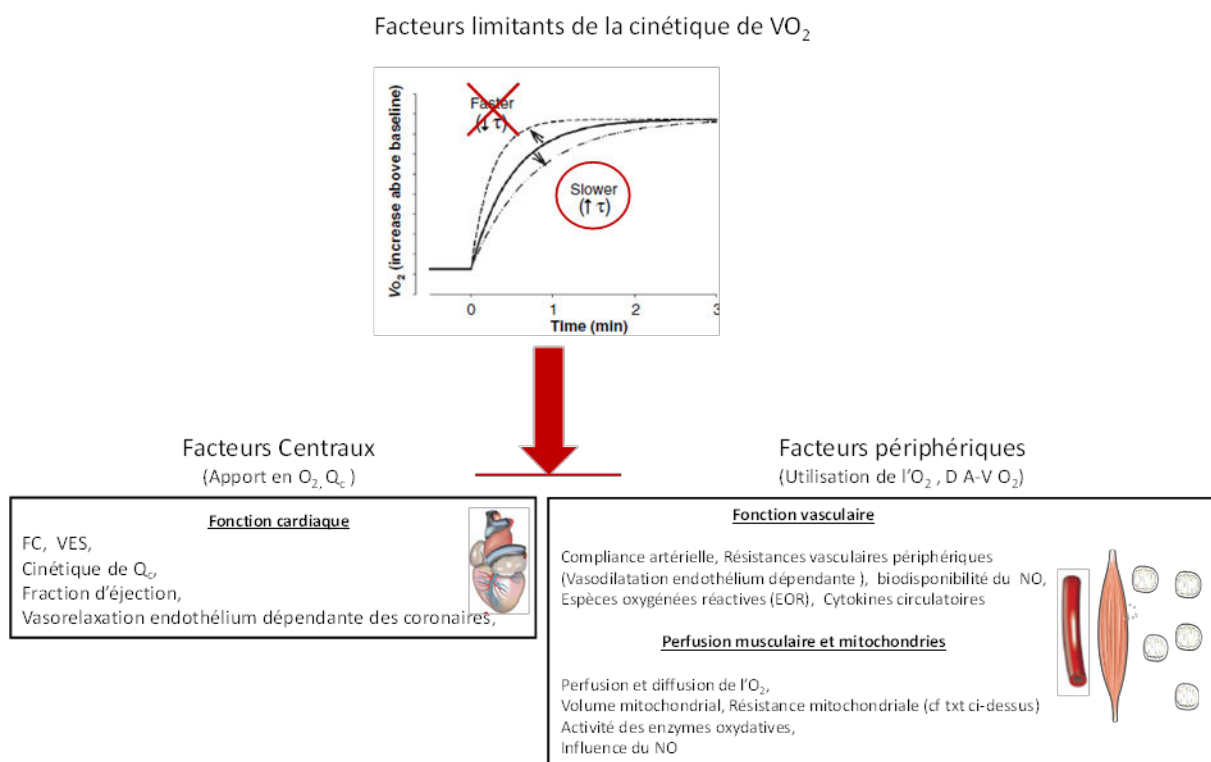 Facteurs limitants de la cinétique de VO₂
Faster
(↓ τ)
Slower
(↑ τ)
Vo₂ (increase above baseline)
0 1 2 3
Time (min)
Facteurs Centraux
(Apport en O₂, Qc )
Fonction cardiaque
FC, VES,
Cinétique de Qc,
Fraction d’éjection,
Vasorelaxation endothélium dépendante des coronaires,
Facteurs périphériques
(Utilisation de l’O₂ , D A-V O₂)
Fonction vasculaire
Compliance artérielle, Résistances vasculaires périphériques
(Vasodilatation endothélium dépendante ), biodisponibilité du NO,
Espèces oxygénées réactives (EOR), Cytokines circulatoires
Perfusion musculaire et mitochondries
Perfusion et diffusion de l’O₂,
Volume mitochondrial, Résistance mitochondriale (cf txt ci-dessus)
Activité des enzymes oxydatives,
Influence du NO